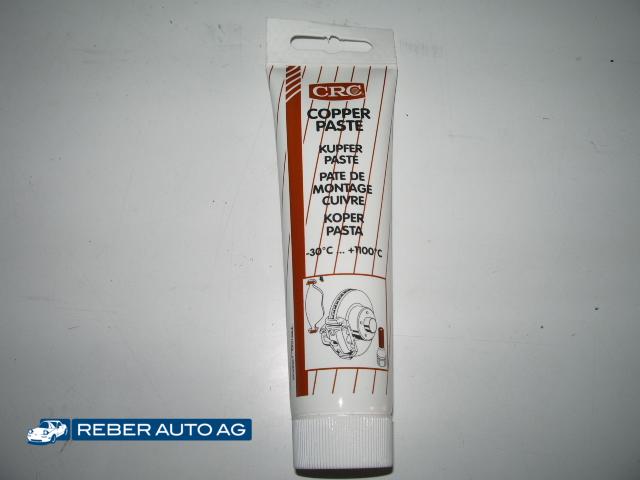 CRC
COPPER
PASTE
KUPFER
PASTE
PATE DE
MONTAGE
CUIVRE
KOPER
PASTA
-30°C ... +1100°C
REBER AUTO AG